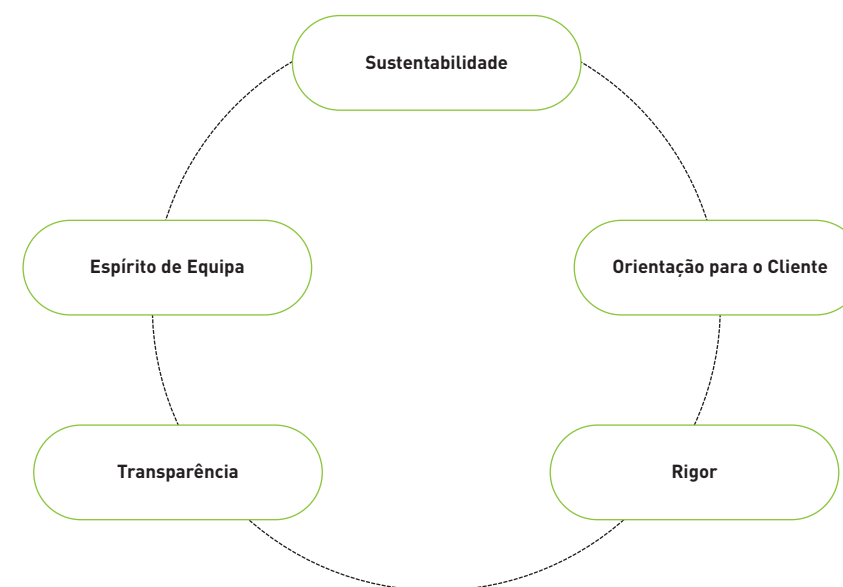 Sustentabilidade
Espírito de Equipa
Orientação para o Cliente
Transparência
Rigor